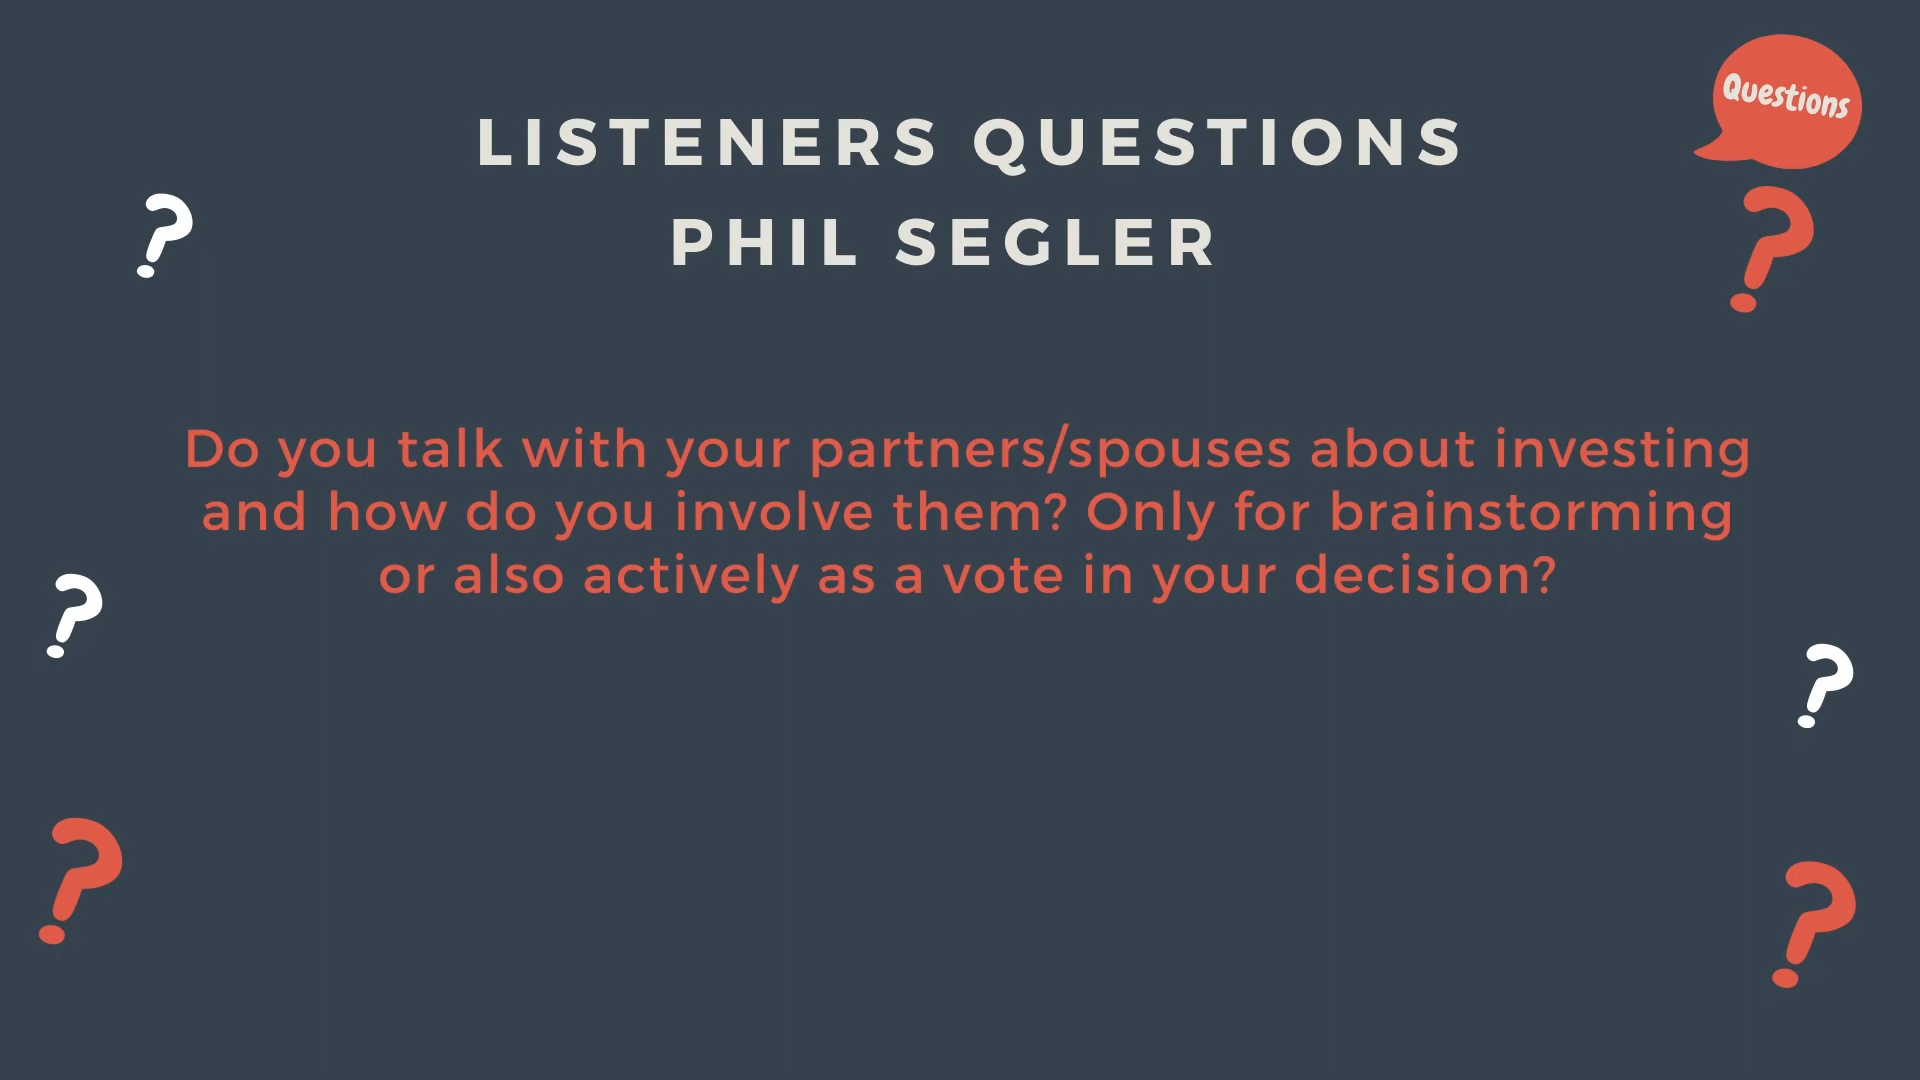 Questions
LISTENERS QUESTIONS
PHIL SEGLER
Do you talk with your partners/spouses about investing
and how do you involve them? Only for brainstorming
or also actively as a vote in your decision?